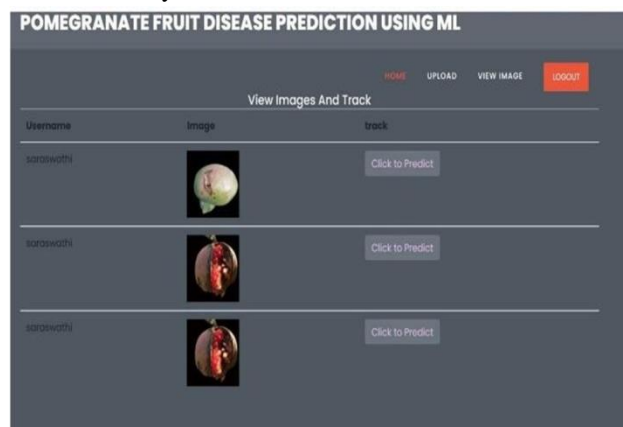 POMEGRANATE FRUIT DISEASE PREDICTION USING ML
HOME UPLOAD VIEW IMAGE LOGOUT
View Images And Track
Username Image track
saraswathi Click to Predict
saraswathi Click to Predict
saraswathi Click to Predict